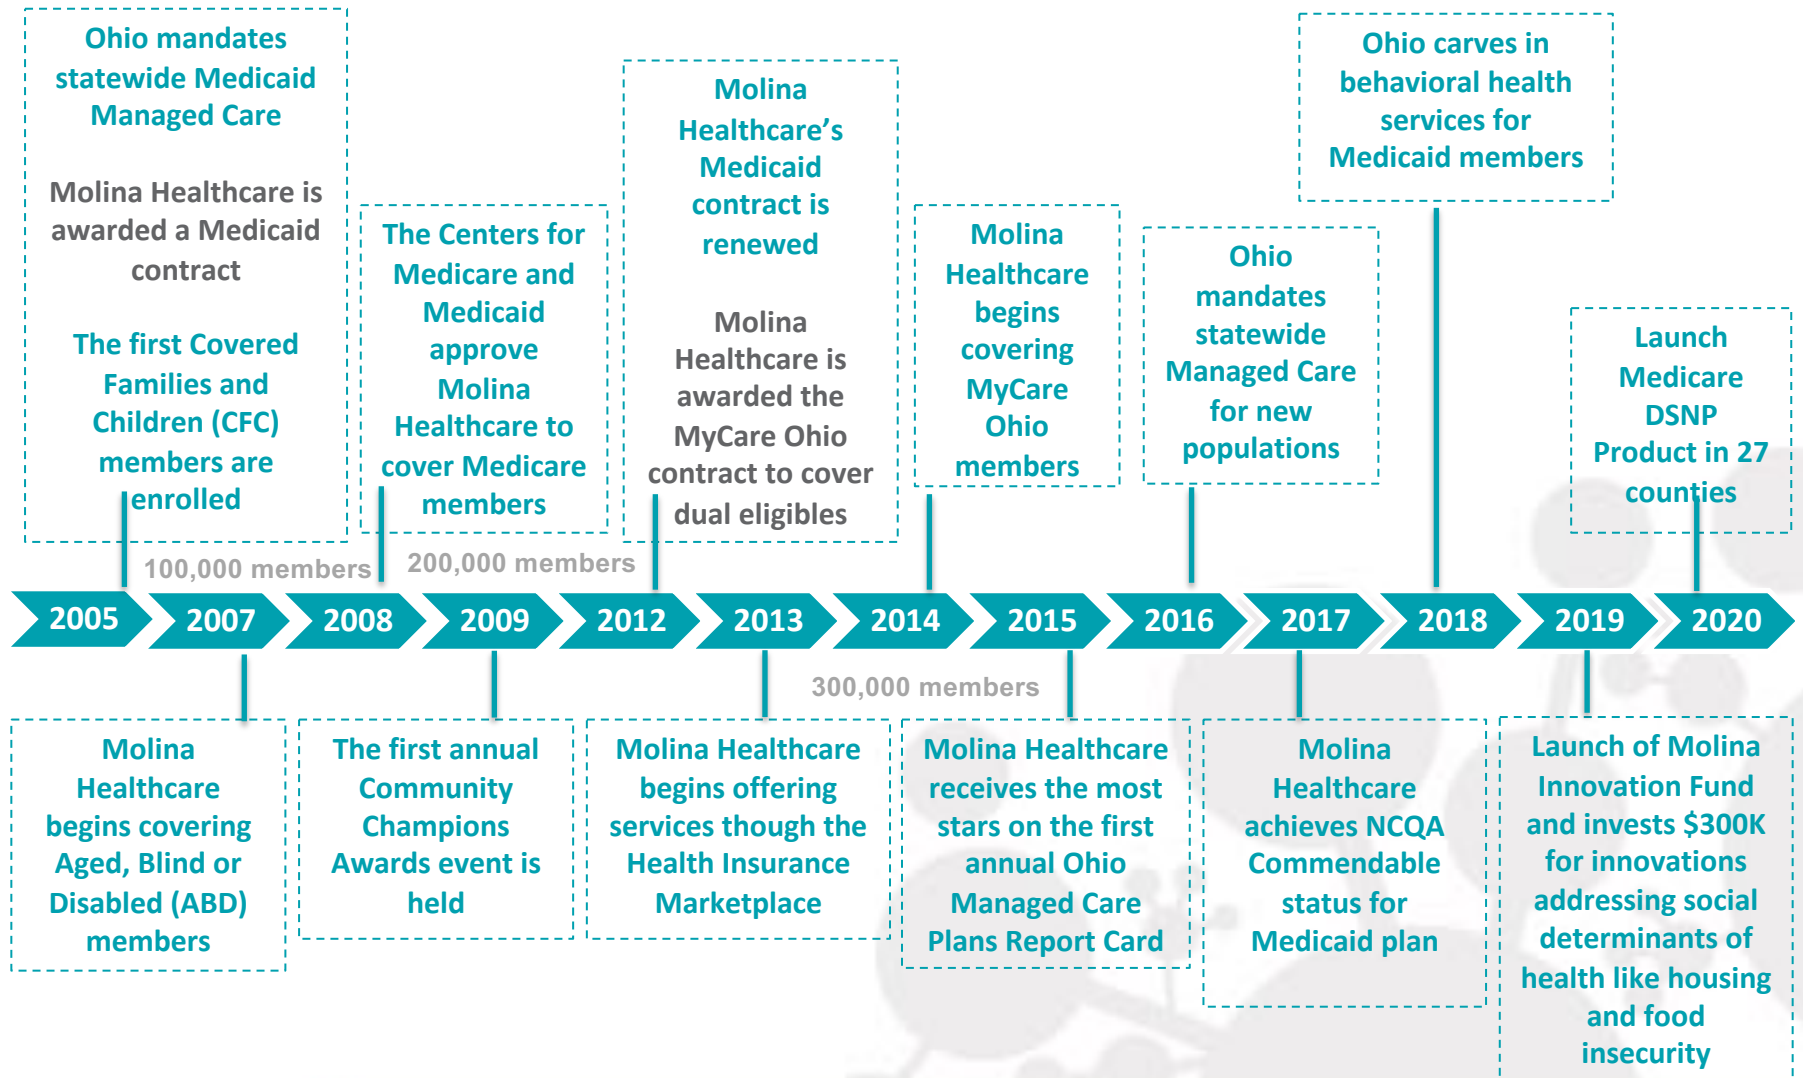 Ohio mandates
statewide Medicaid
Managed Care
Molina Healthcare is
awarded a Medicaid
contract
The first Covered
Families and
Children (CFC)
members are
enrolled
The Centers for
Medicare and
Medicaid
approve
Molina
Healthcare to
cover Medicare
members
Molina
Healthcare’s
Medicaid
contract is
renewed
Molina
Healthcare is
awarded the
MyCare Ohio
contract to cover
dual eligibles
Molina
Healthcare
begins
covering
MyCare
Ohio
members
Ohio
mandates
statewide
Managed Care
for new
populations
Ohio carves in
behavioral health
services for
Medicaid members
Launch
Medicare
DSNP
Product in 27
counties
100,000 members
200,000 members
2005
2007
2008
2009
2012
2013
2014
2015
2016
2017
2018
2019
2020
300,000 members
Molina
Healthcare
begins covering
Aged, Blind or
Disabled (ABD)
members
The first annual
Community
Champions
Awards event is
held
Molina Healthcare
begins offering
services though the
Health Insurance
Marketplace
Molina Healthcare
receives the most
stars on the first
annual Ohio
Managed Care
Plans Report Card
Molina
Healthcare
achieves NCQA
Commendable
status for
Medicaid plan
Launch of Molina
Innovation Fund
and invests $300K
for innovations
addressing social
determinants of
health like housing
and food
insecurity